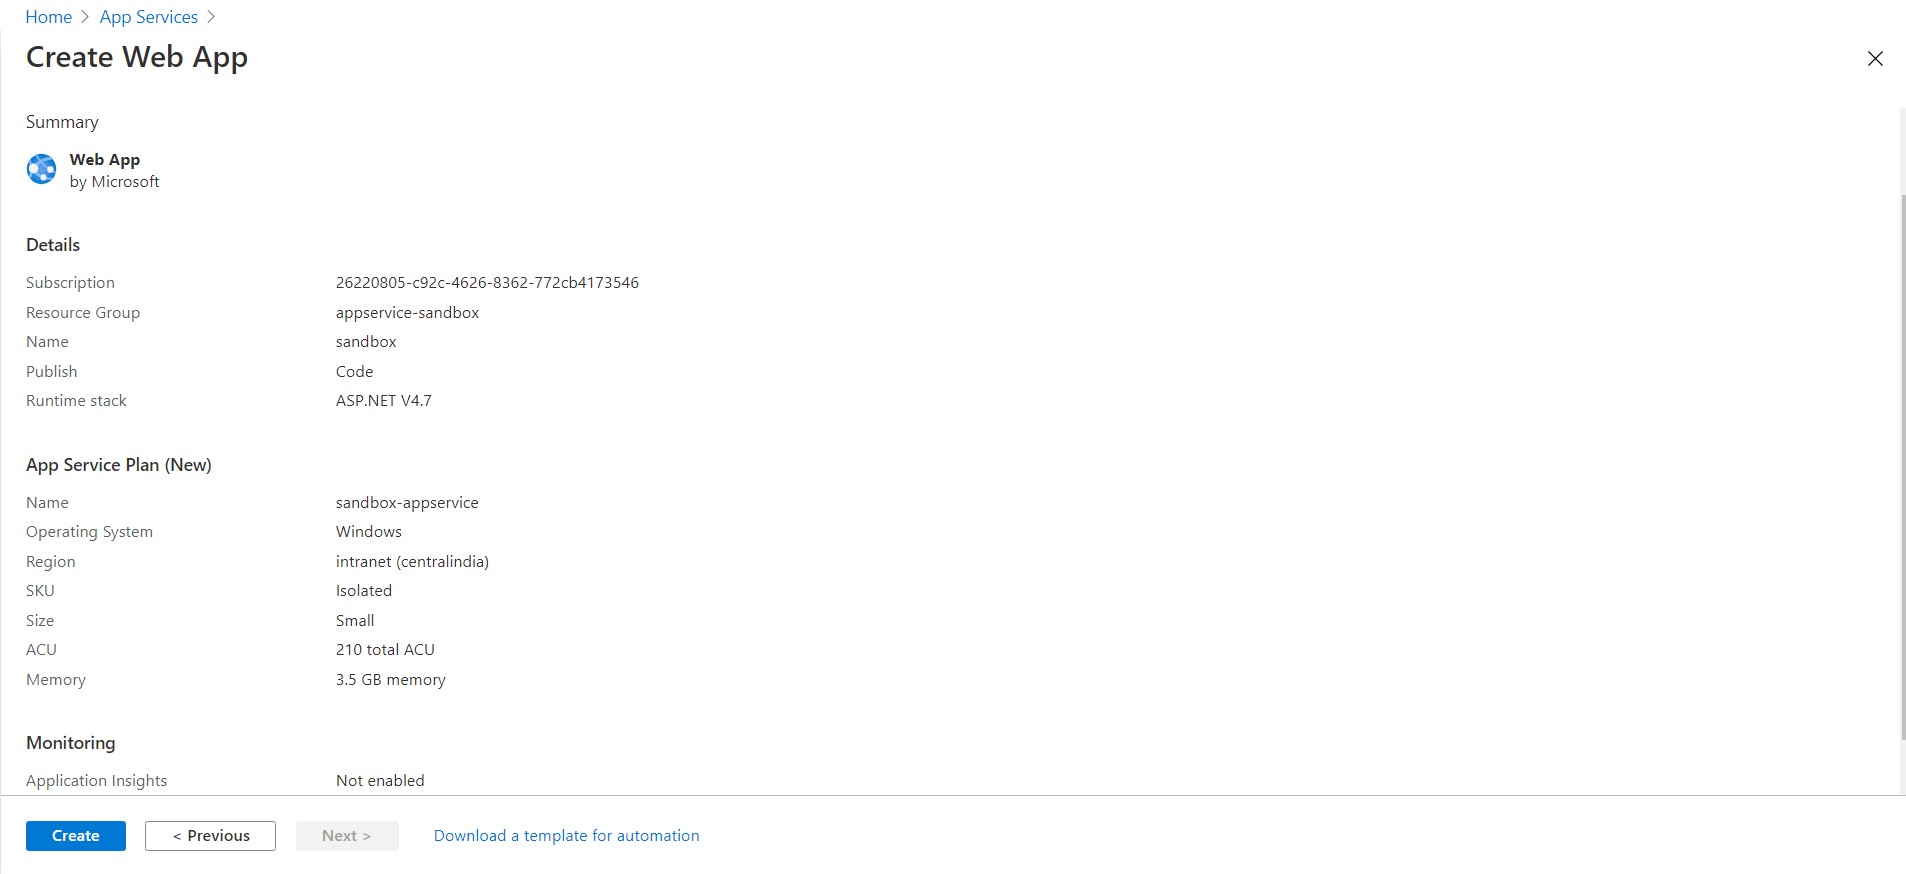 Home > App Services >
Create Web App
Summary
Web App
by Microsoft
Details
Subscription 26220805-c92c-4626-8362-772cb4173546
Resource Group appservice-sandbox
Name sandbox
Publish Code
Runtime stack ASP.NET V4.7
App Service Plan (New)
Name sandbox-appservice
Operating System Windows
Region intranet (centralindia)
SKU Isolated
Size Small
ACU 210 total ACU
Memory 3.5 GB memory
Monitoring
Application Insights Not enabled
Create < Previous Next > Download a template for automation